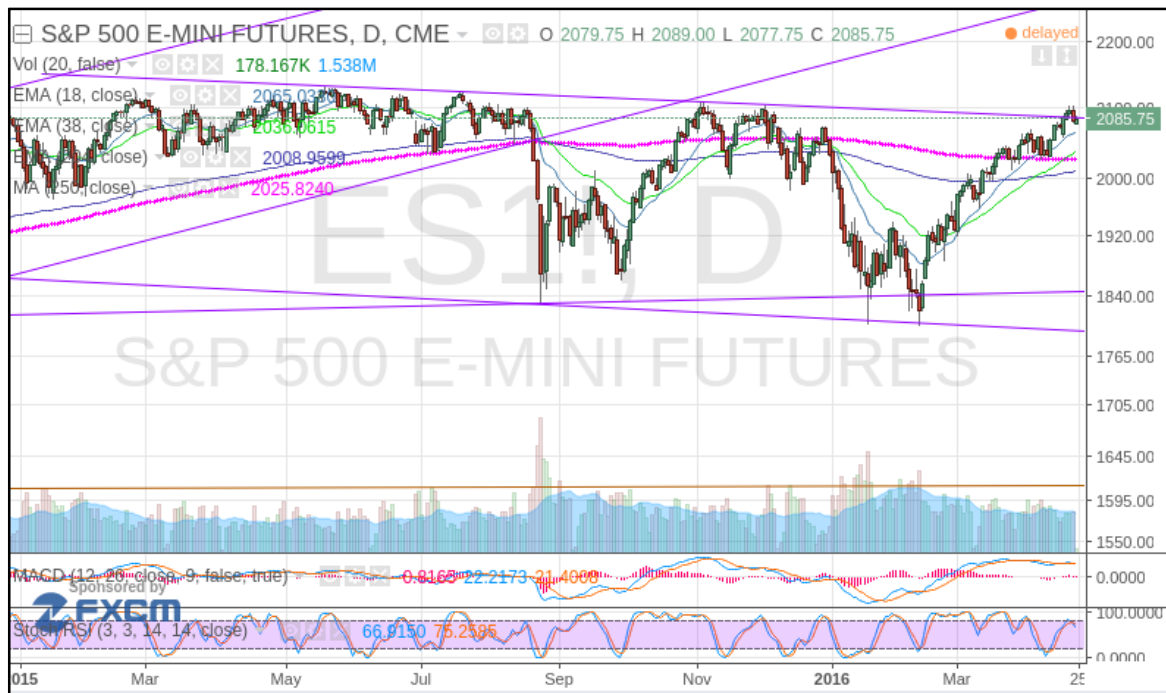 S&P 500 E-MINI FUTURES, D, CME O 2079.75 H 2089.00 L 2077.75 C 2085.75 delayed
Vol (20, false) 178.167K 1.538M
EMA (18, close)
EMA (38, close)
close) 2008.9599
MA (250, close) 2025.8240
ES1!, D
S&P 500 E-MINI FUTURES
2200.00
2100.00
2085.75
2000.00
1920.00
1840.00
1765.00
1705.00
1645.00
1595.00
1550.00
MACD (12, 26, close, 9, false, true) 22.2173 21.4008
0.0000
Sponsored by
FXCM
Stoch RSI (3, 3, 14, 14, close) 66.9150 75.2585
100.0000
0.0000
2015 Mar May Jul Sep Nov 2016 Mar 25